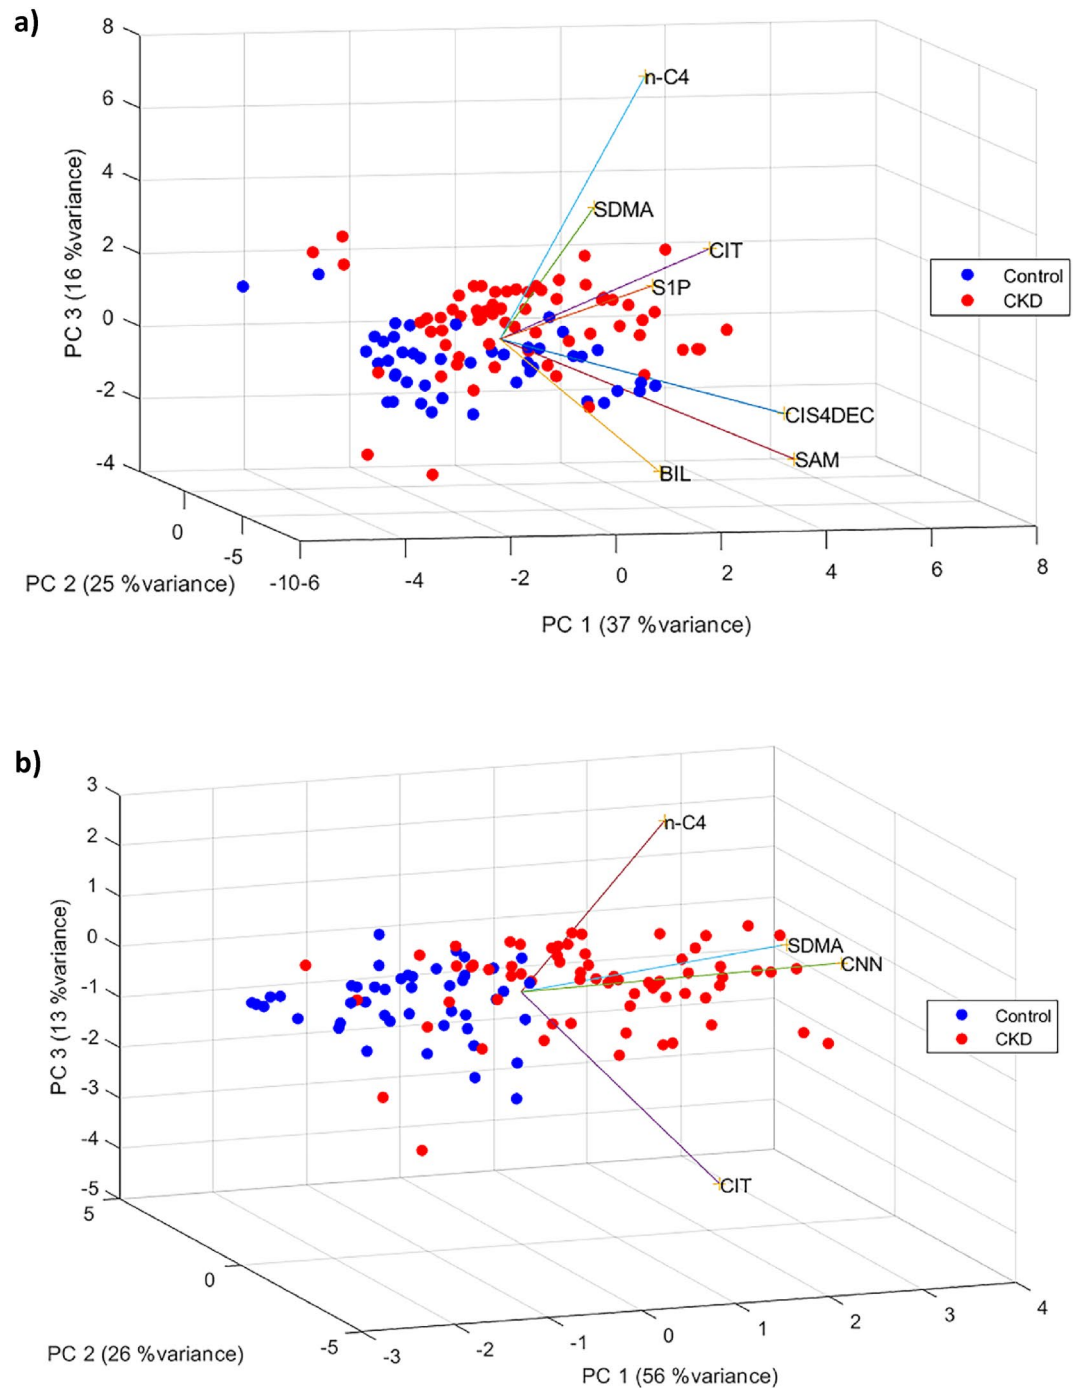 a)
8
6
4
2
0
-2
-4
PC 3 (16 %variance)
n-C4
SDMA
CIT
S1P
CIS4DEC
SAM
BIL
Control
CKD
0
-5
-10
PC 2 (25 %variance)
-6
-4
-2
0
2
4
6
8
PC 1 (37 %variance)
b)
3
2
1
0
-1
-2
-3
-4
-5
PC 3 (13 %variance)
n-C4
SDMA
CNN
CIT
Control
CKD
5
0
-5
PC 2 (26 %variance)
-3
-2
-1
0
1
2
3
4
PC 1 (56 %variance)